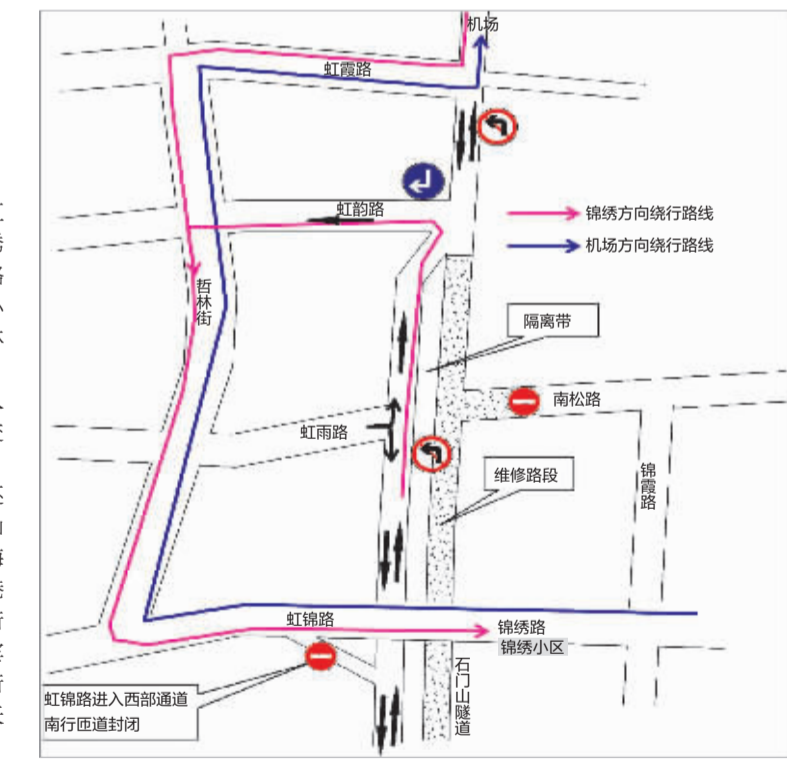 机场
虹霞路
虹韵路
锦绣方向绕行路线
机场方向绕行路线
哲林街
隔离带
南松路
虹雨路
维修路段
锦霞路
虹锦路
锦绣路
锦绣小区
石门山隧道
虹锦路进入西部通道
南行匝道封闭